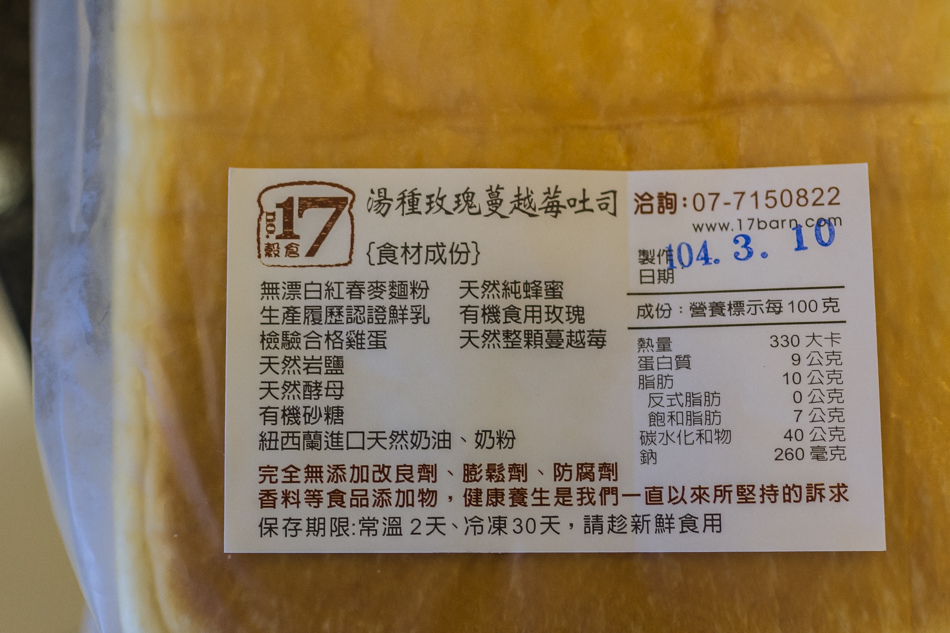 no.17
穀倉
湯種玫瑰蔓越莓吐司
{食材成份}
無漂白紅春麥麵粉 天然純蜂蜜
生產履歷認證鮮乳 有機食用玫瑰
檢驗合格雞蛋 天然整顆蔓越莓
天然岩鹽
天然酵母
有機砂糖
紐西蘭進口天然奶油、奶粉
洽詢:07-7150822
www.17barn.com
製作日期 104.3.10
成份:營養標示每100克
熱量 330 大卡
蛋白質 9 公克
脂肪 10 公克
反式脂肪 0 公克
飽和脂肪 7 公克
碳水化和物 40 公克
鈉 260 毫克
完全無添加改良劑、膨鬆劑、防腐劑
香料等食品添加物,健康養生是我們一直以來所堅持的訴求
保存期限:常溫2天、冷凍30天,請趁新鮮食用